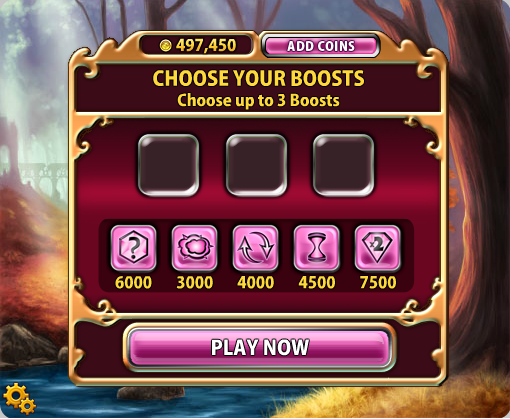 497,450
ADD COINS
CHOOSE YOUR BOOSTS
Choose up to 3 Boosts
? x2
6000 3000 4000 4500 7500
PLAY NOW